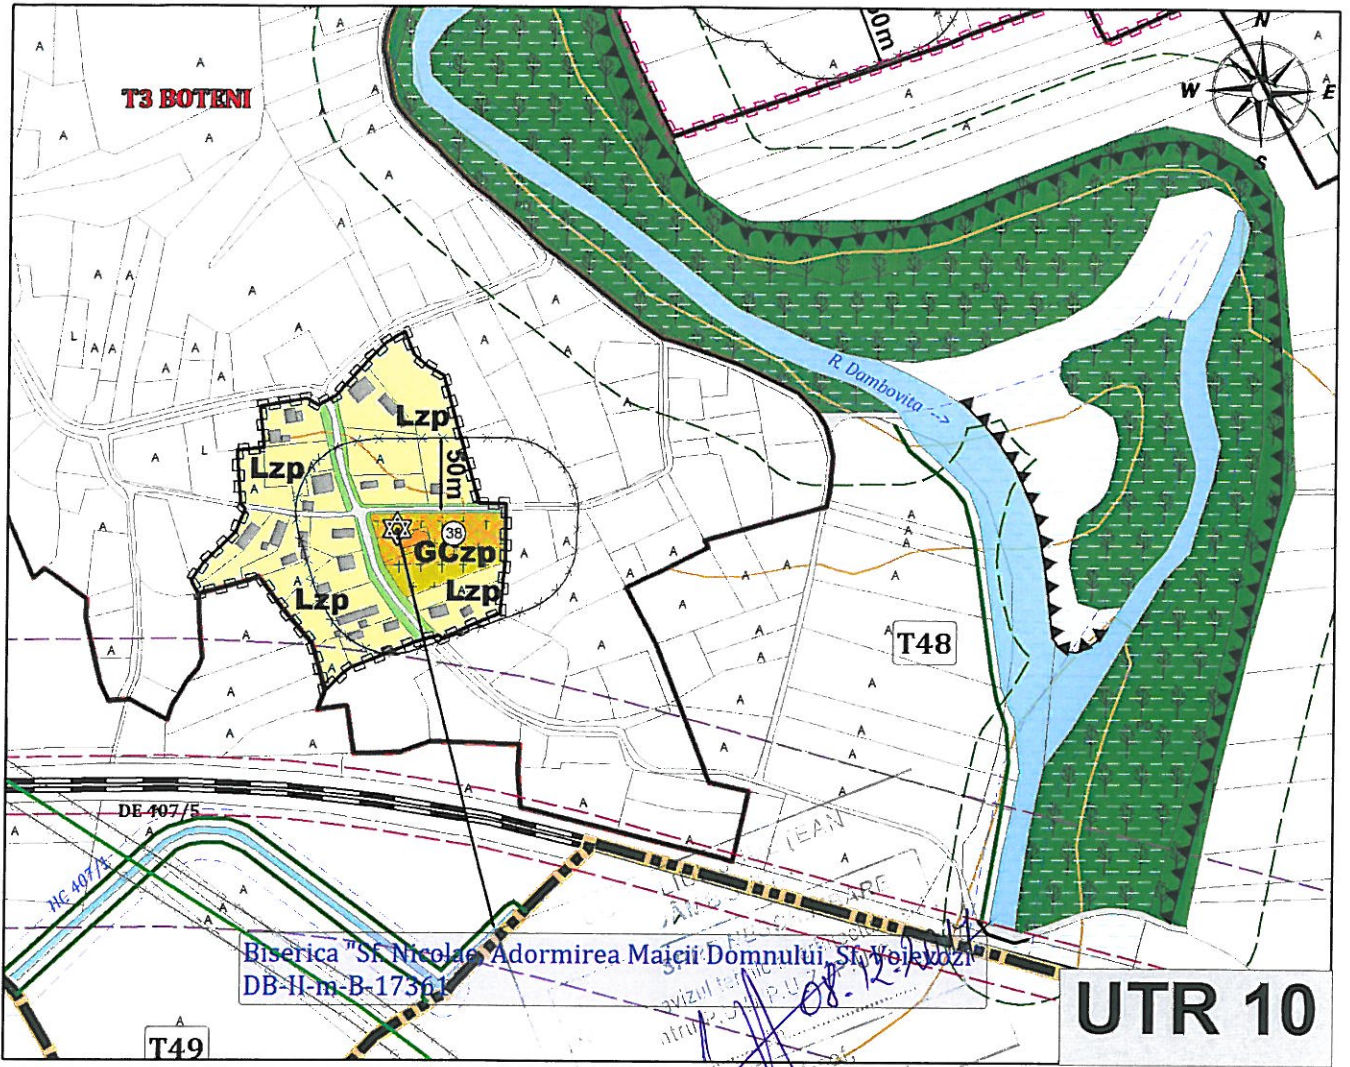 50m
N
W
E
S
T3 BOTENI
R. Dambovita -->
Lzp
Lzp
50m
38
GCzp
Lzp
Lzp
T48
DE 407/5
HC 407/1
Biserica "Sf. Nicolae, Adormirea Maicii Domnului, Sf. Voievozi
DB-II-m-B-17361
T49
UTR 10
A
L